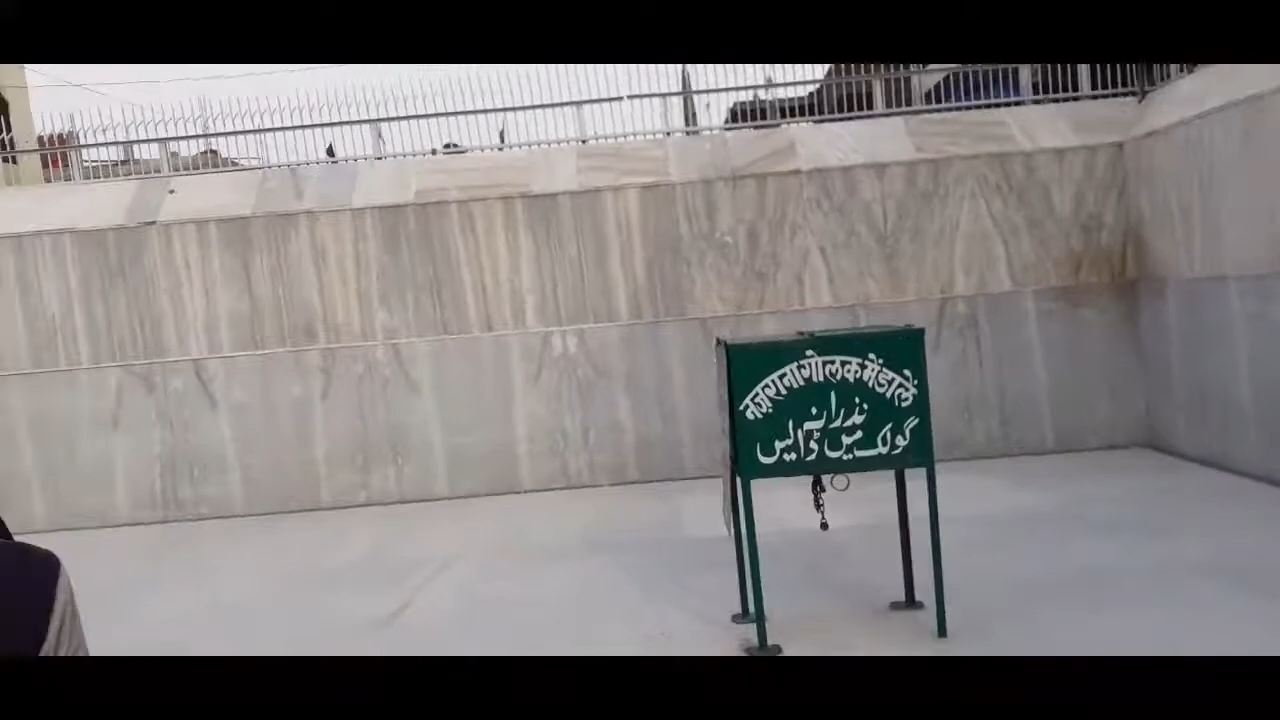 नज़राना गोलक में डालें
نذرانہ
گولک میں ڈالیں